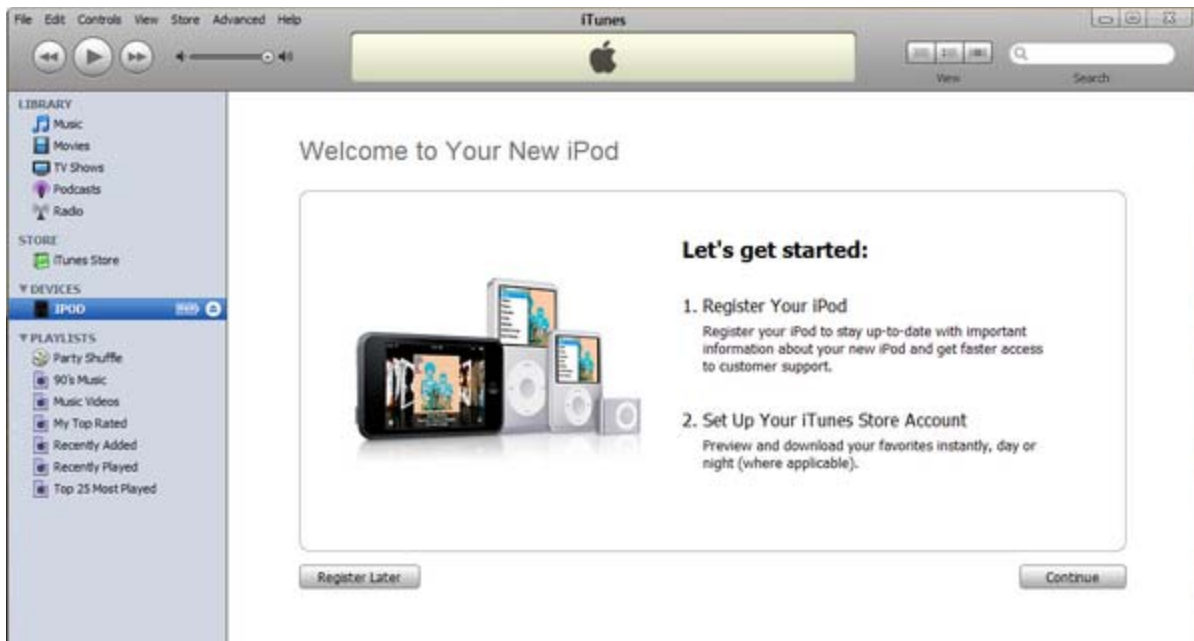 File Edit Controls View Store Advanced Help
iTunes
View
Search
LIBRARY
Music
Movies
TV Shows
Podcasts
Radio
STORE
iTunes Store
DEVICES
IPOD
PLAYLISTS
Party Shuffle
90's Music
Music Videos
My Top Rated
Recently Added
Recently Played
Top 25 Most Played
Welcome to Your New iPod
Let's get started:
1. Register Your iPod
Register your iPod to stay up-to-date with important
information about your new iPod and get faster access
to customer support.
2. Set Up Your iTunes Store Account
Preview and download your favorites instantly, day or
night (where applicable).
Register Later
Continue